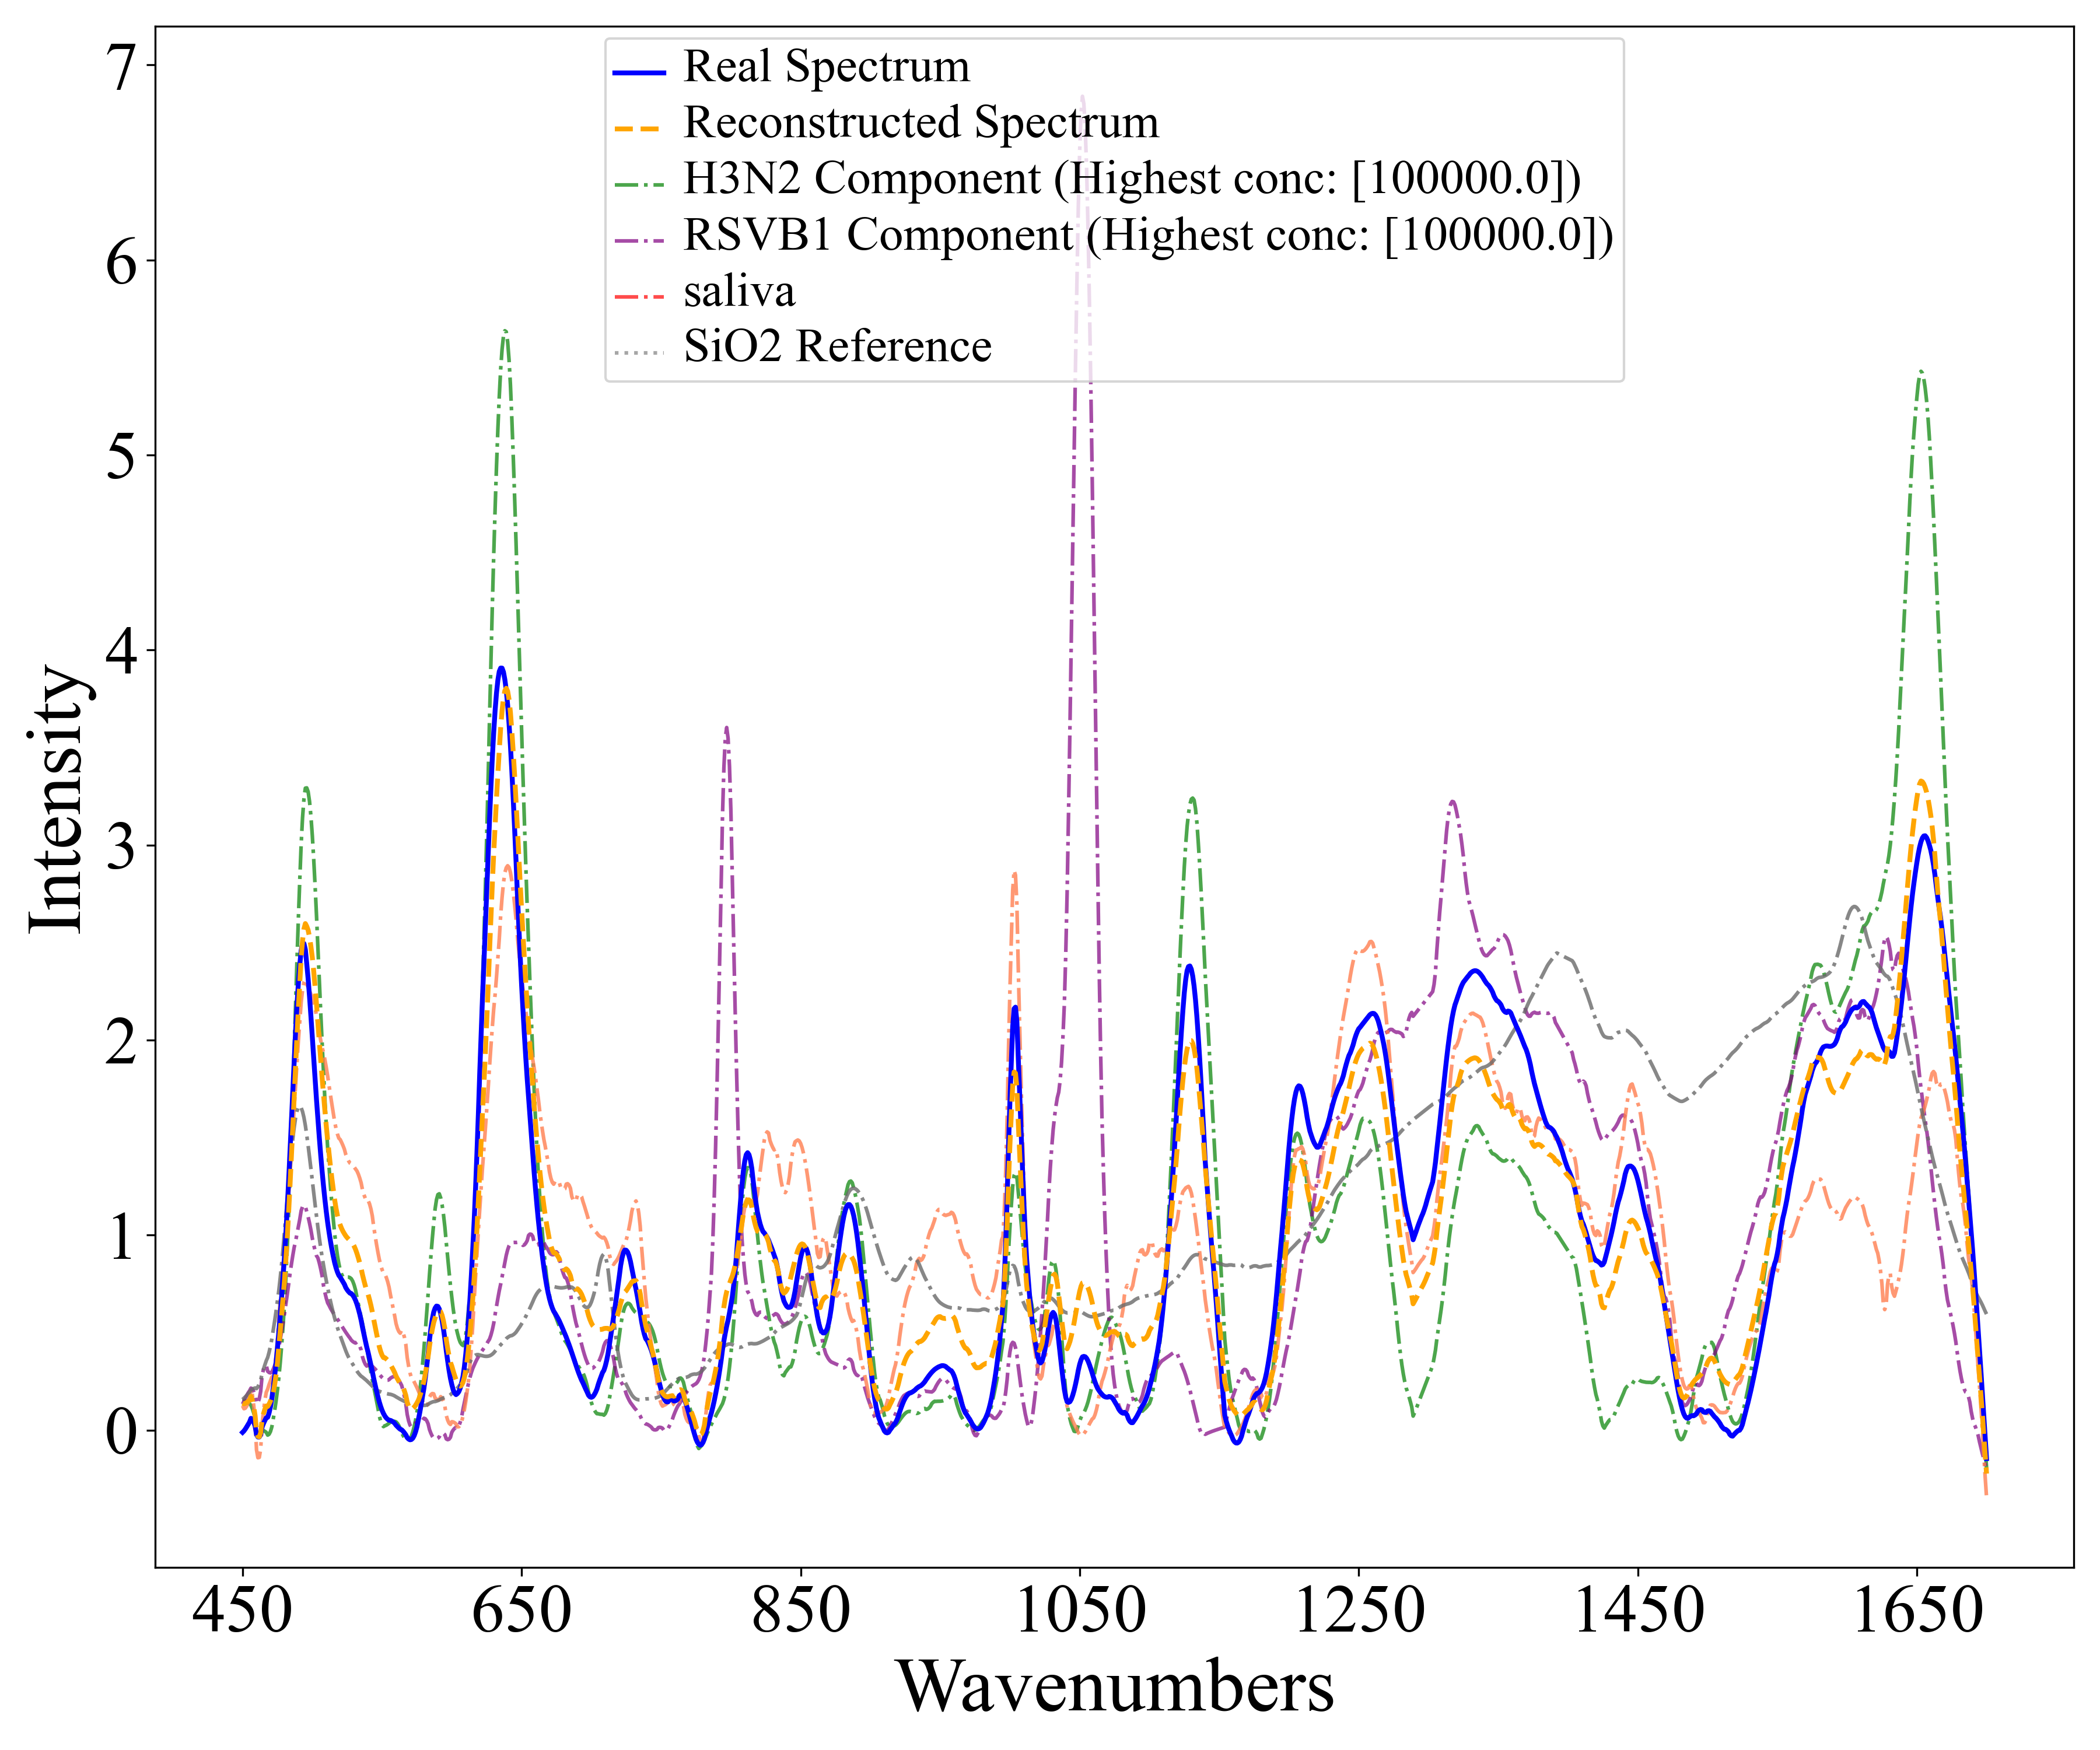 Real Spectrum
Reconstructed Spectrum
H3N2 Component (Highest conc: [100000.0])
RSVB1 Component (Highest conc: [100000.0])
saliva
SiO2 Reference
Intensity
7
6
5
4
3
2
1
0
450 650 850 1050 1250 1450 1650
Wavenumbers